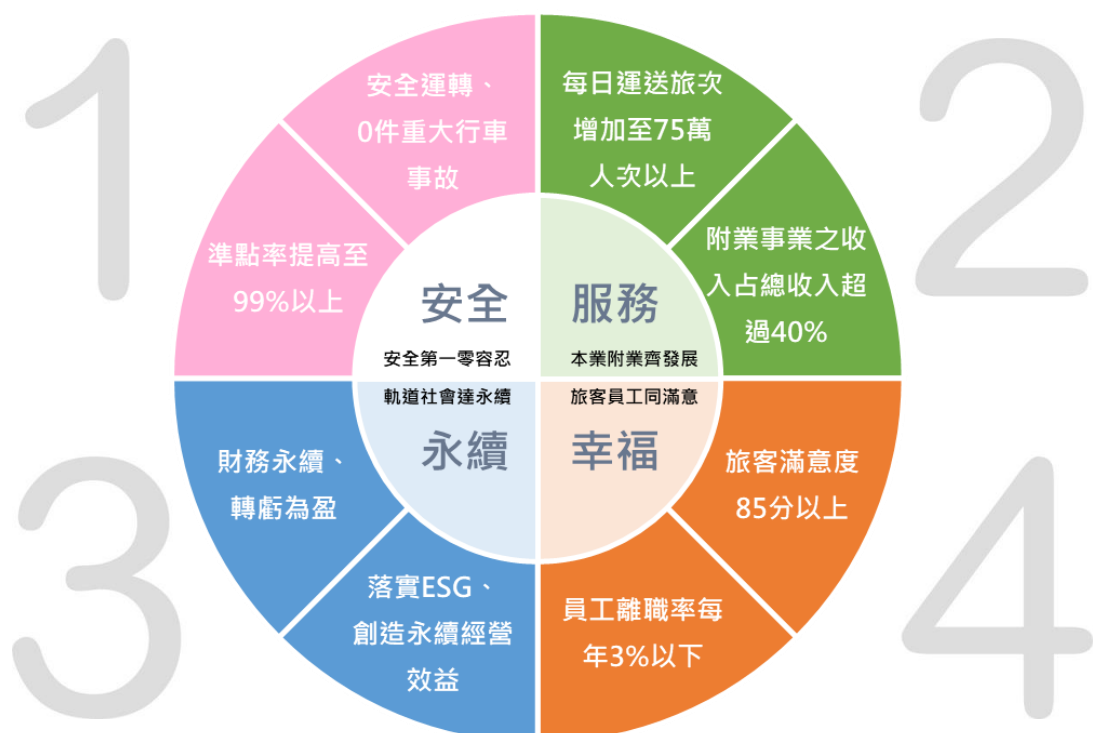 1
安全運轉、
0件重大行車
事故
準點率提高至
99%以上
安全
安全第一零容忍
2
每日運送旅次
增加至75萬
人次以上
附業事業之收
入占總收入超
過40%
服務
本業附業齊發展
3
軌道社會達永續
永續
財務永續、
轉虧為盈
落實ESG、
創造永續經營
效益
4
旅客員工同滿意
幸福
旅客滿意度
85分以上
員工離職率每
年3%以下